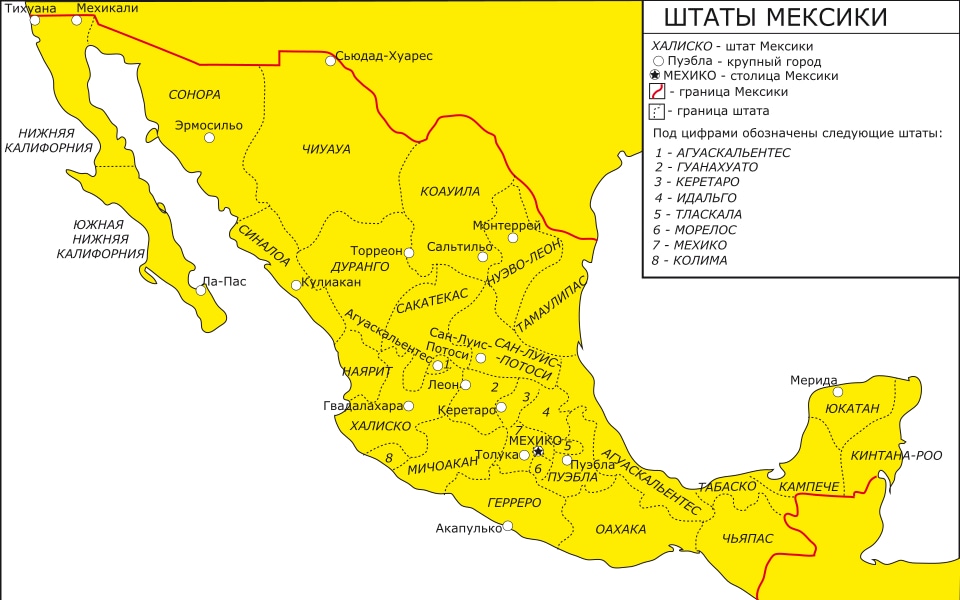 ШТАТЫ МЕКСИКИ
ХАЛИСКО - штат Мексики
Пуэбла - крупный город
МЕХИКО - столица Мексики
- граница Мексики
- граница штата
Под цифрами обозначены следующие штаты:
1 - АГУАСКАЛЬЕНТЕС
2 - ГУАНАХУАТО
3 - КЕРЕТАРО
4 - ИДАЛЬГО
5 - ТЛАСКАЛА
6 - МОРЕЛОС
7 - МЕХИКО
8 - КОЛИМА
Тихуана
Мехикали
Сьюдад-Хуарес
СОНОРА
Эрмосильо
НИЖНЯЯ
КАЛИФОРНИЯ
ЧИУАУА
КОАУИЛА
ЮЖНАЯ
НИЖНЯЯ
КАЛИФОРНИЯ
Монтеррей
СИНАЛОА
Торреон
Сальтильо
ДУРАНГО
НУЭВО-ЛЕОН
Ла-Пас
Кулиакан
САКАТЕКАС
ТАМАУЛИПАС
Агуаскальентес
Сан-Луис-
Потоси
САН-ЛУИС-
-ПОТОСИ
1
НАЯРИТ
Леон
2
Мерида
3
Гвадалахара
Керетаро
4
ЮКАТАН
ХАЛИСКО
7
МЕХИКО
5
КИНТАНА-РОО
8
МИЧОАКАН
Толука
6
Пуэбла
ПУЭБЛА
АГУАСКАЛЬЕНТЕС
ТАБАСКО
КАМПЕЧЕ
ГЕРРЕРО
Акапулько
ОАХАКА
ЧЬЯПАС